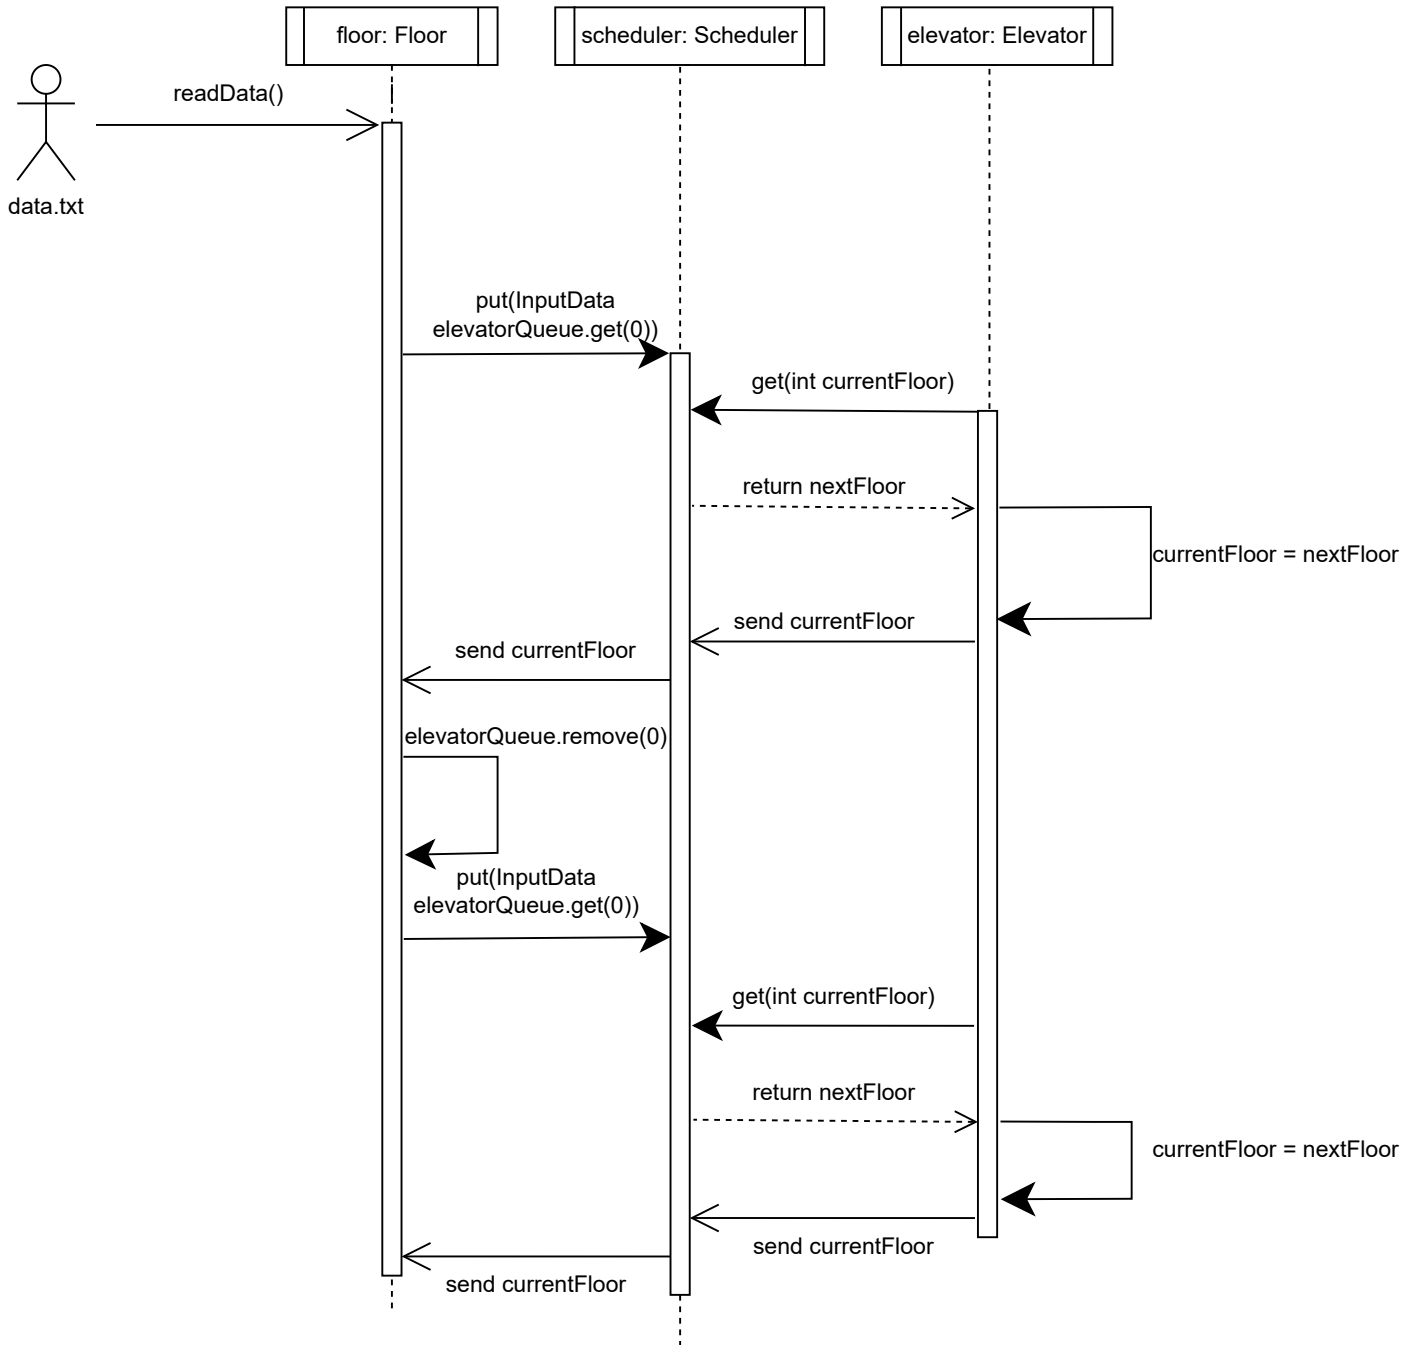 floor: Floor
scheduler: Scheduler
elevator: Elevator
readData()
data.txt
put(InputData
elevatorQueue.get(0))
get(int currentFloor)
return nextFloor
currentFloor = nextFloor
send currentFloor
send currentFloor
elevatorQueue.remove(0)
put(InputData
elevatorQueue.get(0))
get(int currentFloor)
return nextFloor
currentFloor = nextFloor
send currentFloor
send currentFloor